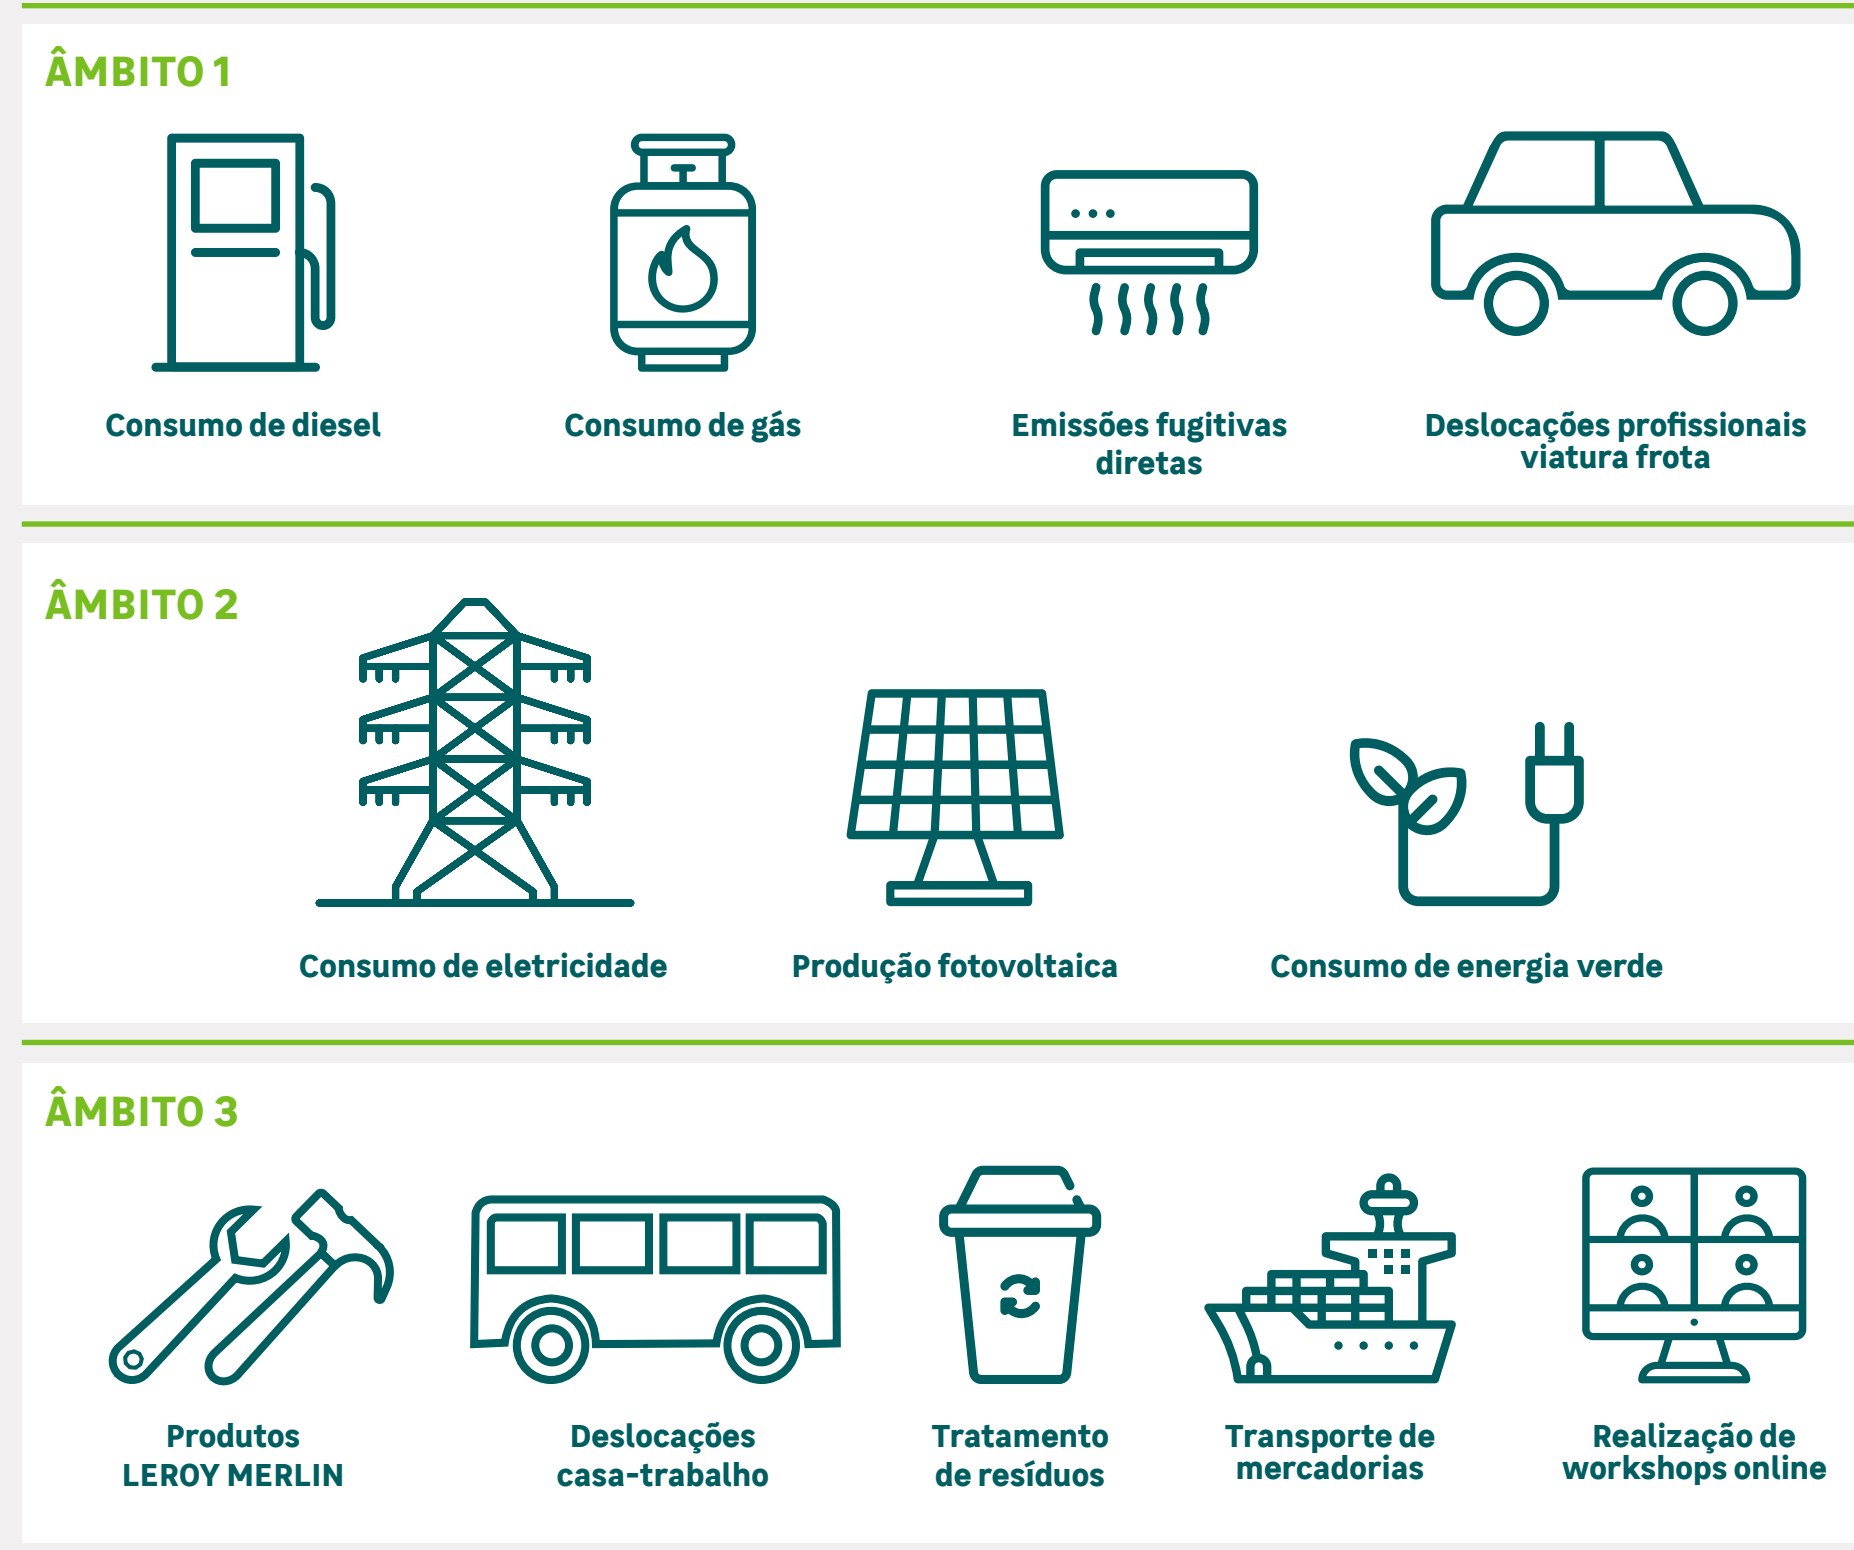 ÂMBITO 1
Consumo de diesel
Consumo de gás
Emissões fugitivas
diretas
Deslocações profissionais
viatura frota
ÂMBITO 2
Consumo de eletricidade
Produção fotovoltaica
Consumo de energia verde
ÂMBITO 3
Produtos
LEROY MERLIN
Deslocações
casa-trabalho
Tratamento
de resíduos
Transporte de
mercadorias
Realização de
workshops online